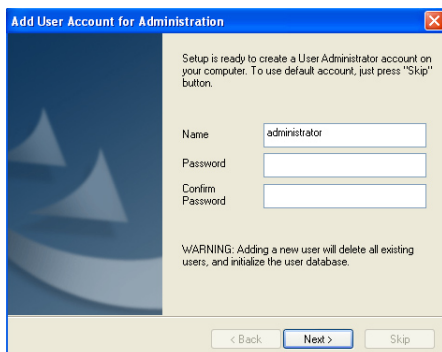 Add User Account for Administration
Setup is ready to create a User Administrator account on
your computer. To use default account, just press "Skip"
button.
Name
administrator
Password
Confirm
Password
WARNING: Adding a new user will delete all existing
users, and initialize the user database.
< Back
Next >
Skip